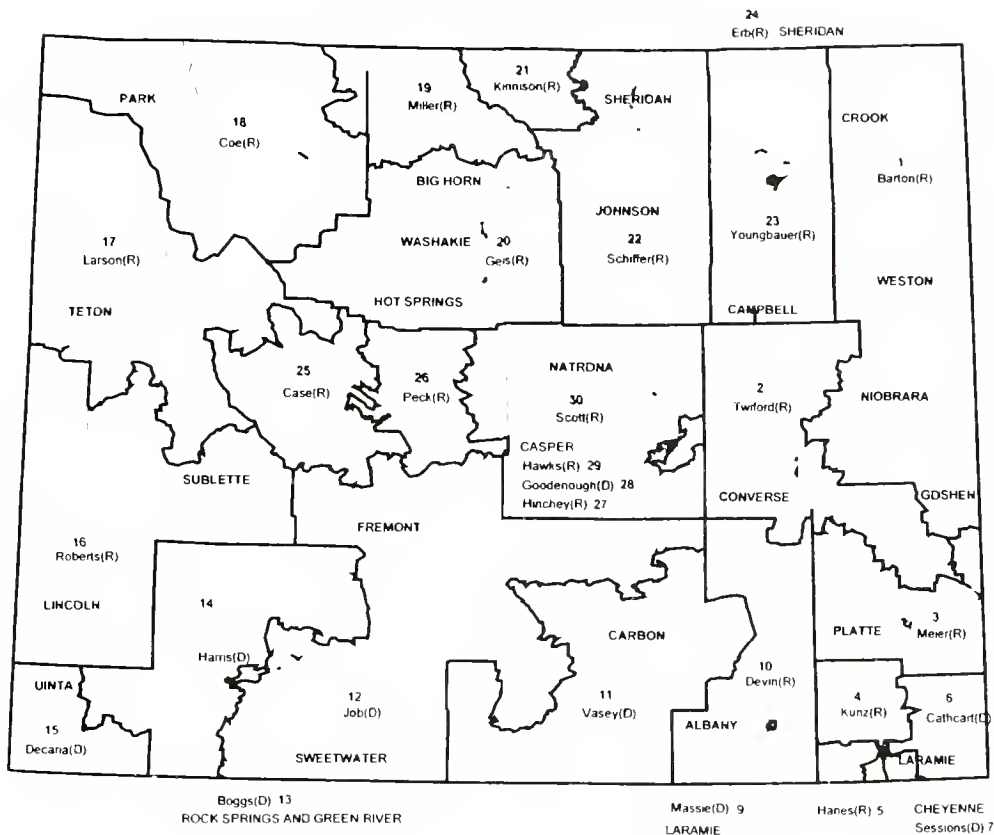 24
Erb(R) SHERIDAN
21
Kinnison(R)
19
Miller(R)
SHERIDAN
PARK
18
Coe(R)
CROOK
1
Barton(R)
BIG HORN
JOHNSON
23
Youngbauer(R)
17
Larson(R)
WASHAKIE
20
Geis(R)
22
Schiffer(R)
WESTON
TETON
HOT SPRINGS
CAMPBELL
25
Case(R)
26
Peck(R)
NATRDNA
30
Scott(R)
2
Twiford(R)
NIOBRARA
CASPER
Hawks(R) 29
Goodenough(D) 28
Hinchey(R) 27
SUBLETTE
CONVERSE
GDSHEN
FREMONT
16
Roberts(R)
LINCOLN
14
Harris(D)
CARBON
PLATTE
3
Meier(R)
10
Devin(R)
UINTA
15
Decaria(D)
12
Job(D)
11
Vasey(D)
4
Kunz(R)
6
Cathcart(D)
ALBANY
SWEETWATER
LARAMIE
Boggs(D) 13
ROCK SPRINGS AND GREEN RIVER
Massie(D) 9
LARAMIE
Hanes(R) 5
CHEYENNE
Sessions(D) 7